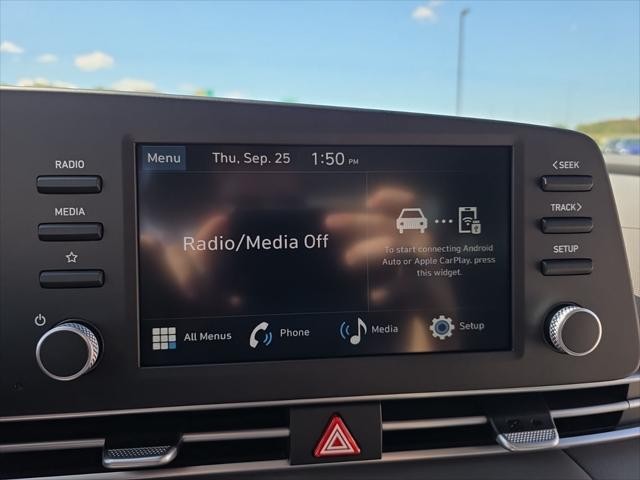 RADIO
MEDIA
Menu
Thu, Sep. 25
1:50 PM
Radio/Media Off
To start connecting Android
Auto or Apple CarPlay, press
this widget.
All Menus
Phone
Media
Setup
<SEEK
TRACK>
SETUP